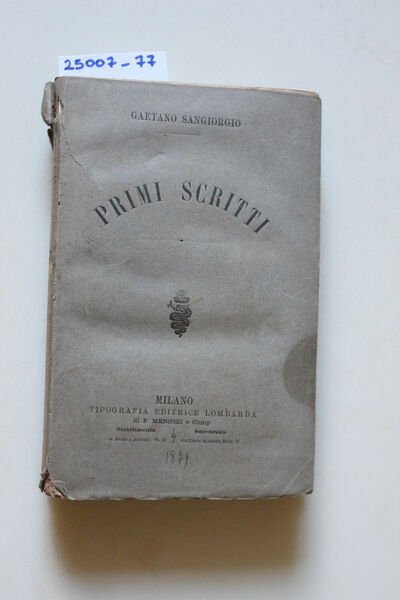 25007-77
GAETANO SANGIORGIO
PRIMI SCRITTI
MILANO
TIPOGRAFIA EDITRICE LOMBARDA
di F. MENOZZI e Comp
Stabilimento Succursale
1879